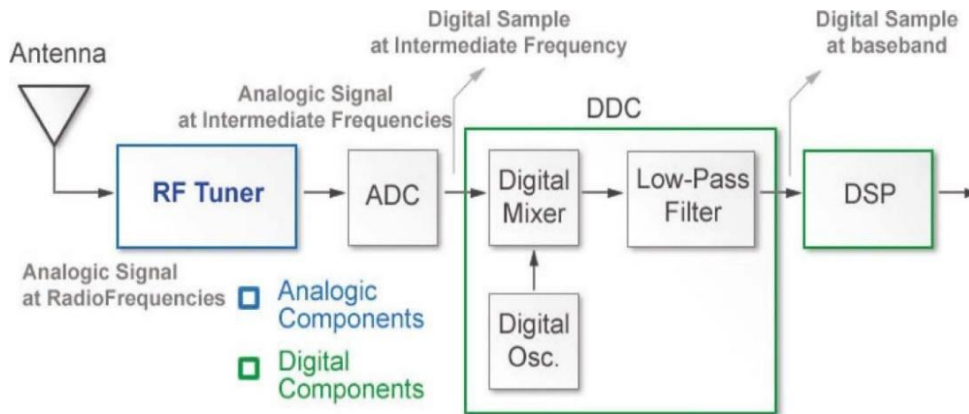 Antenna
Digital Sample
at Intermediate Frequency
Digital Sample
at baseband
Analogic Signal
at Intermediate Frequencies
DDC
RF Tuner
ADC
Digital
Mixer
Low-Pass
Filter
DSP
Analogic Signal
at RadioFrequencies
Analogic
Components
Digital
Osc.
Digital
Components